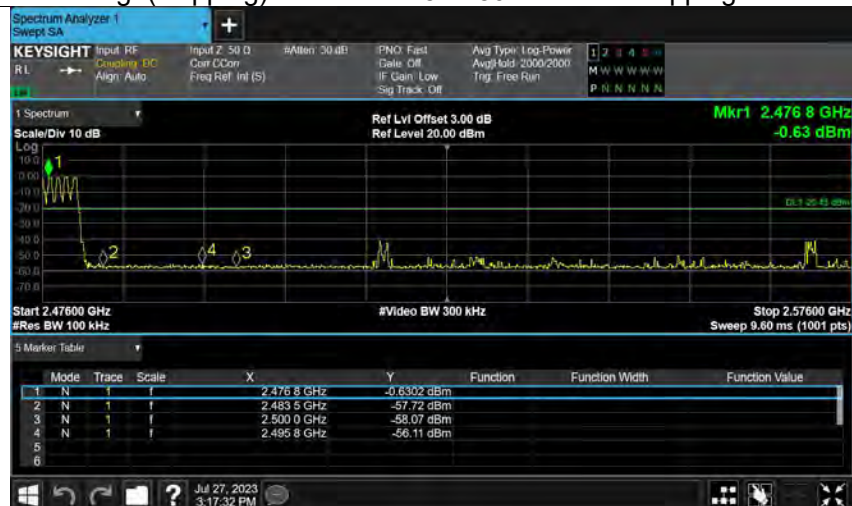 Spectrum Analyzer 1
Swept SA
+
KEYSIGHT Input: RF Input Z: 50 Ω #Atten: 30 dB PNO: Fast Avg Type: Log-Power 1 2 3 4 5 6
RL Coupling: DC Corr CCorr Gate: Off Avg|Hold: 2000/2000 M W W W W W
Align: Auto Freq Ref: Int (S) IF Gain: Low Trig: Free Run
Sig Track: Off P N N N N N
1 Spectrum
Ref Lvl Offset 3.00 dB Mkr1 2.476 8 GHz
Scale/Div 10 dB Ref Level 20.00 dBm -0.63 dBm
Log
10.0
0.00
-10.0
-20.0
-30.0
-40.0
-50.0
-60.0
-70.0
1
2
4
3
Start 2.47600 GHz #Video BW 300 kHz Stop 2.57600 GHz
#Res BW 100 kHz Sweep 9.60 ms (1001 pts)
5 Marker Table
Mode Trace Scale X Y Function Function Width Function Value
1 N 1 f 2.476 8 GHz -0.6302 dBm
2 N 1 f 2.483 5 GHz -57.72 dBm
3 N 1 f 2.500 0 GHz -58.07 dBm
4 N 1 f 2.495 8 GHz -56.11 dBm
5
6
? Jul 27, 2023
3:17:32 PM